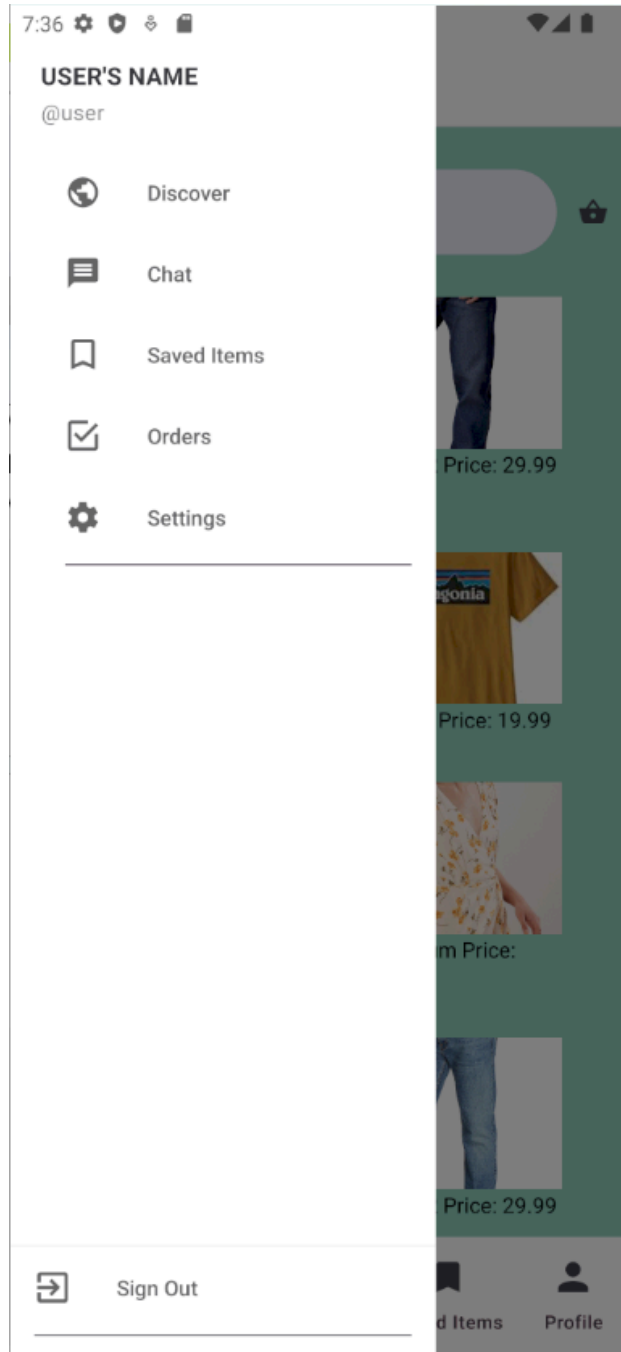 7:36
USER'S NAME
@user
Discover
Chat
Saved Items
Orders
Settings
Price: 29.99
gonia
Price: 19.99
m Price:
Price: 29.99
Sign Out
d Items
Profile